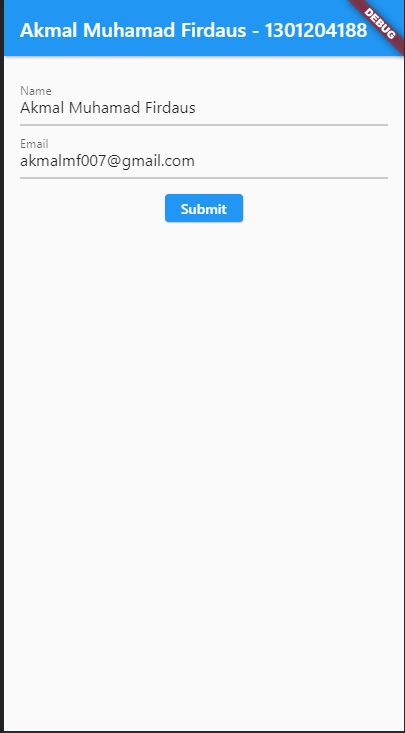 Akmal Muhamad Firdaus - 1301204188
DEBUG
Name
Akmal Muhamad Firdaus
Email
akmalmf007@gmail.com
Submit